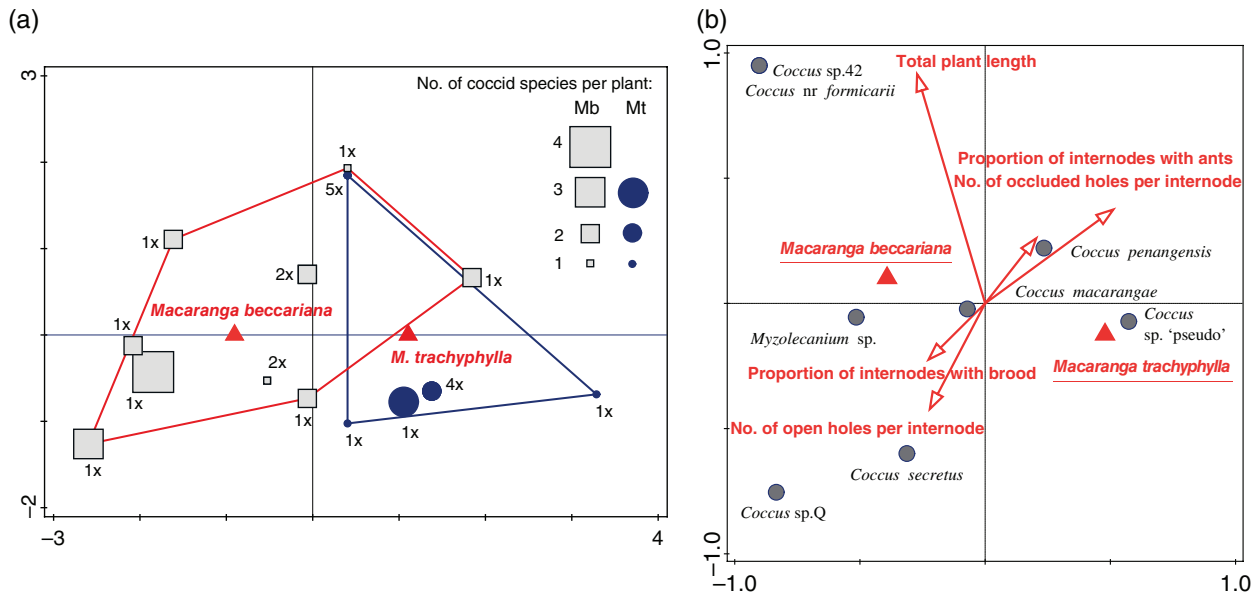 (a)
3
-2
-3
4
No. of coccid species per plant:
Mb Mt
4
3
2
1
1x
5x
1x
2x
1x
Macaranga beccariana
1x
M. trachyphylla
2x
1x
1x
4x
1x
1x
1x
1x
(b)
1.0
-1.0
-1.0
1.0
Coccus sp.42
Coccus nr formicarii
Total plant length
Proportion of internodes with ants
No. of occluded holes per internode
Macaranga beccariana
Coccus penangensis
Coccus macarangae
Myzolecanium sp.
Coccus
sp. ‘pseudo’
Proportion of internodes with brood
Macaranga trachyphylla
No. of open holes per internode
Coccus secretus
Coccus sp.Q